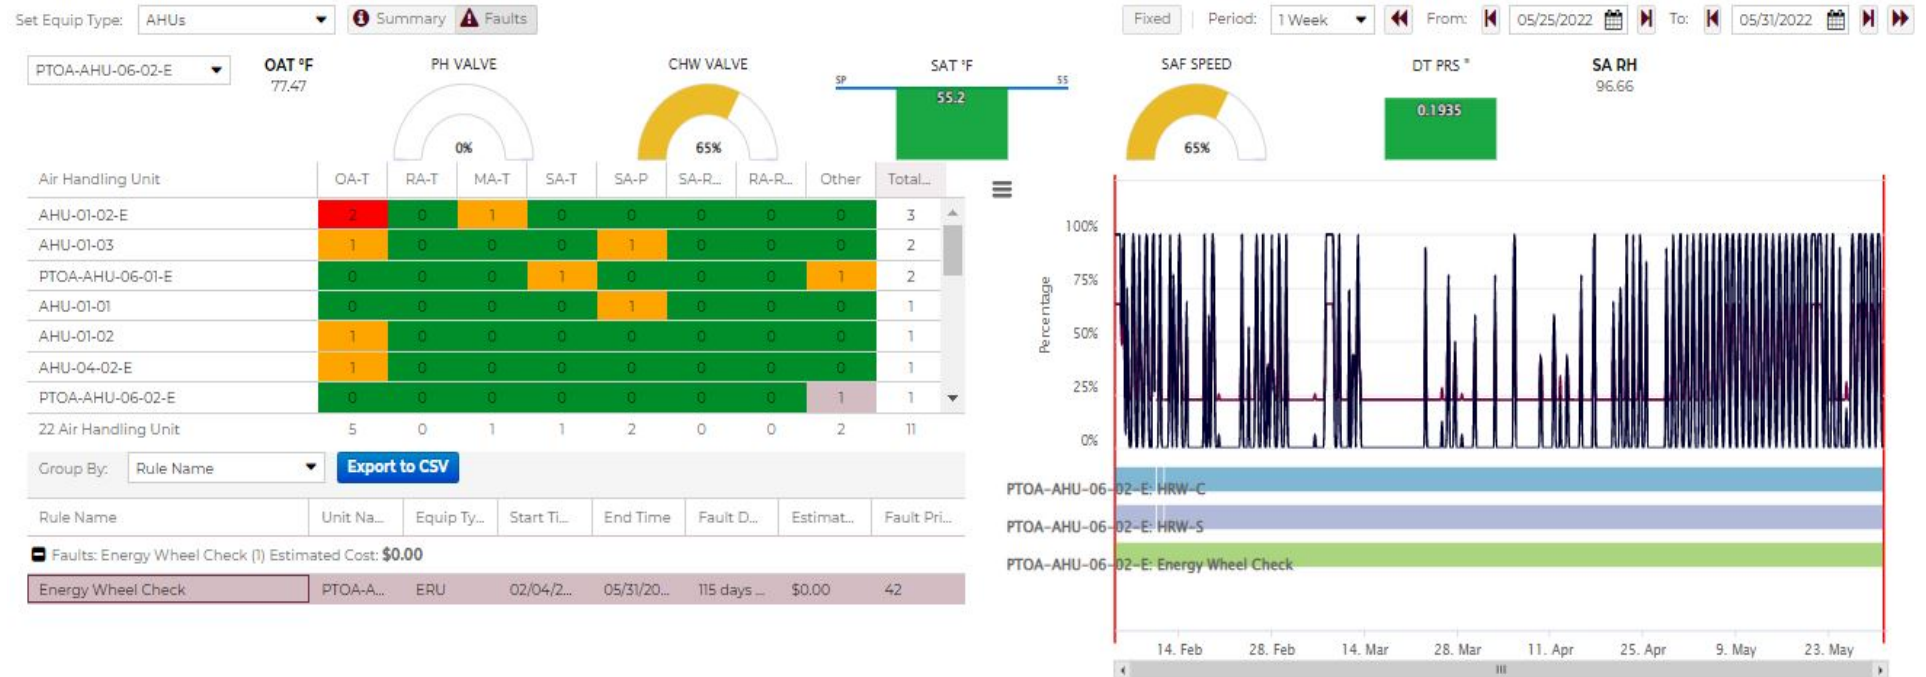 Set Equip Type: AHUs Summary Faults Fixed Period: 1 Week From: 05/25/2022 To: 05/31/2022
PTOA-AHU-06-02-E OAT °F PH VALVE CHW VALVE SAT °F SAF SPEED DT PRS " SA RH
77.47 SP 55 96.66
55.2 0.1935
0% 65% 65%
Air Handling Unit OA-T RA-T MA-T SA-T SA-P SA-R... RA-R... Other Total...
AHU-01-02-E 2 0 1 0 0 0 0 0 3
AHU-01-03 1 0 0 0 1 0 0 0 2
PTOA-AHU-06-01-E 0 0 0 1 0 0 0 1 2
AHU-01-01 0 0 0 0 1 0 0 0 1
AHU-01-02 1 0 0 0 0 0 0 0 1
AHU-04-02-E 1 0 0 0 0 0 0 0 1
PTOA-AHU-06-02-E 0 0 0 0 0 0 0 1 1
22 Air Handling Unit 5 0 1 1 2 0 0 2 11
Group By: Rule Name Export to CSV
Rule Name Unit Na... Equip Ty... Start Ti... End Time Fault D... Estimat... Fault Pri...
Faults: Energy Wheel Check (1) Estimated Cost: $0.00
Energy Wheel Check PTOA-A... ERU 02/04/2... 05/31/20... 115 days ... $0.00 42
Percentage
100%
75%
50%
25%
0%
PTOA-AHU-06-02-E: HRW-C
PTOA-AHU-06-02-E: HRW-S
PTOA-AHU-06-02-E: Energy Wheel Check
14. Feb 28. Feb 14. Mar 28. Mar 11. Apr 25. Apr 9. May 23. May